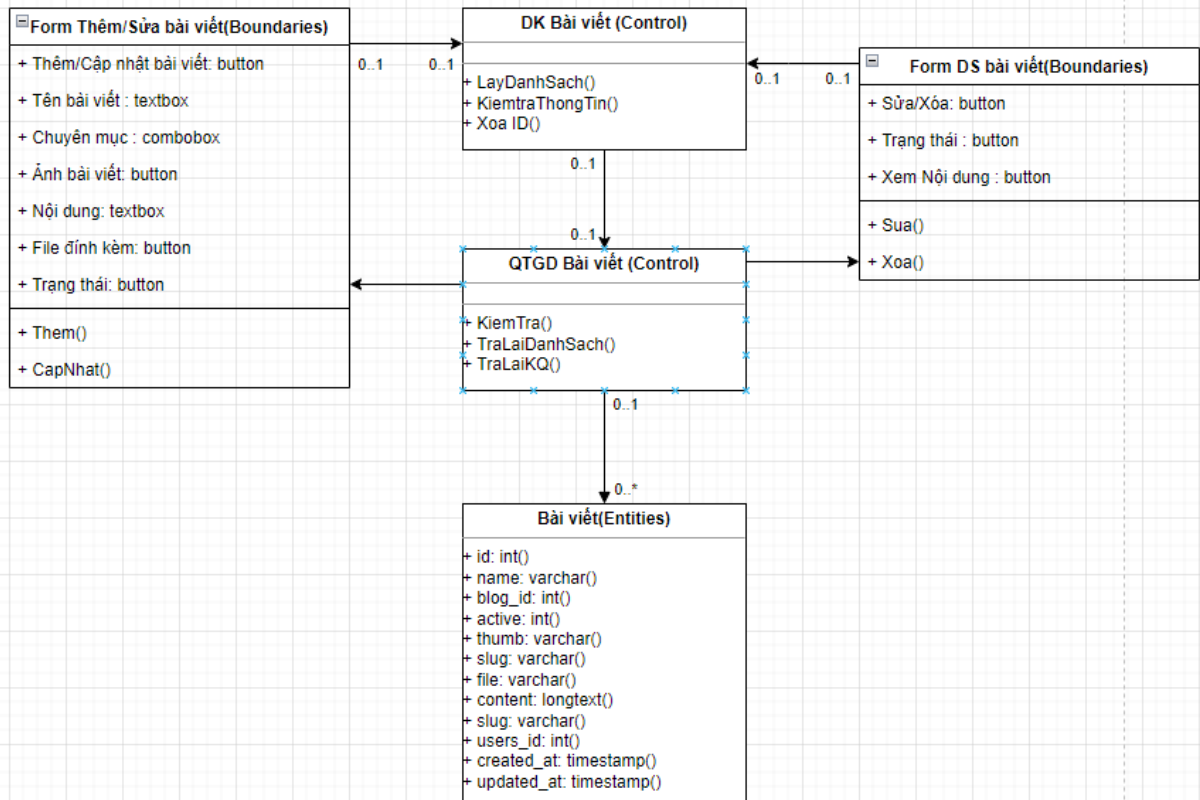 Form Thêm/Sửa bài viết(Boundaries)
+ Thêm/Cập nhật bài viết: button
+ Tên bài viết : textbox
+ Chuyên mục : combobox
+ Ảnh bài viết: button
+ Nội dung: textbox
+ File đính kèm: button
+ Trạng thái: button
+ Them()
+ CapNhat()
0..1
0..1
DK Bài viết (Control)
+ LayDanhSach()
+ KiemtraThongTin()
+ Xoa ID()
0..1
0..1
Form DS bài viết(Boundaries)
+ Sửa/Xóa: button
+ Trạng thái : button
+ Xem Nội dung : button
+ Sua()
+ Xoa()
0..1
0..1
QTGD Bài viết (Control)
+ KiemTra()
+ TraLaiDanhSach()
+ TraLaiKQ()
0..1
0..*
Bài viết(Entities)
+ id: int()
+ name: varchar()
+ blog_id: int()
+ active: int()
+ thumb: varchar()
+ slug: varchar()
+ file: varchar()
+ content: longtext()
+ slug: varchar()
+ users_id: int()
+ created_at: timestamp()
+ updated_at: timestamp()